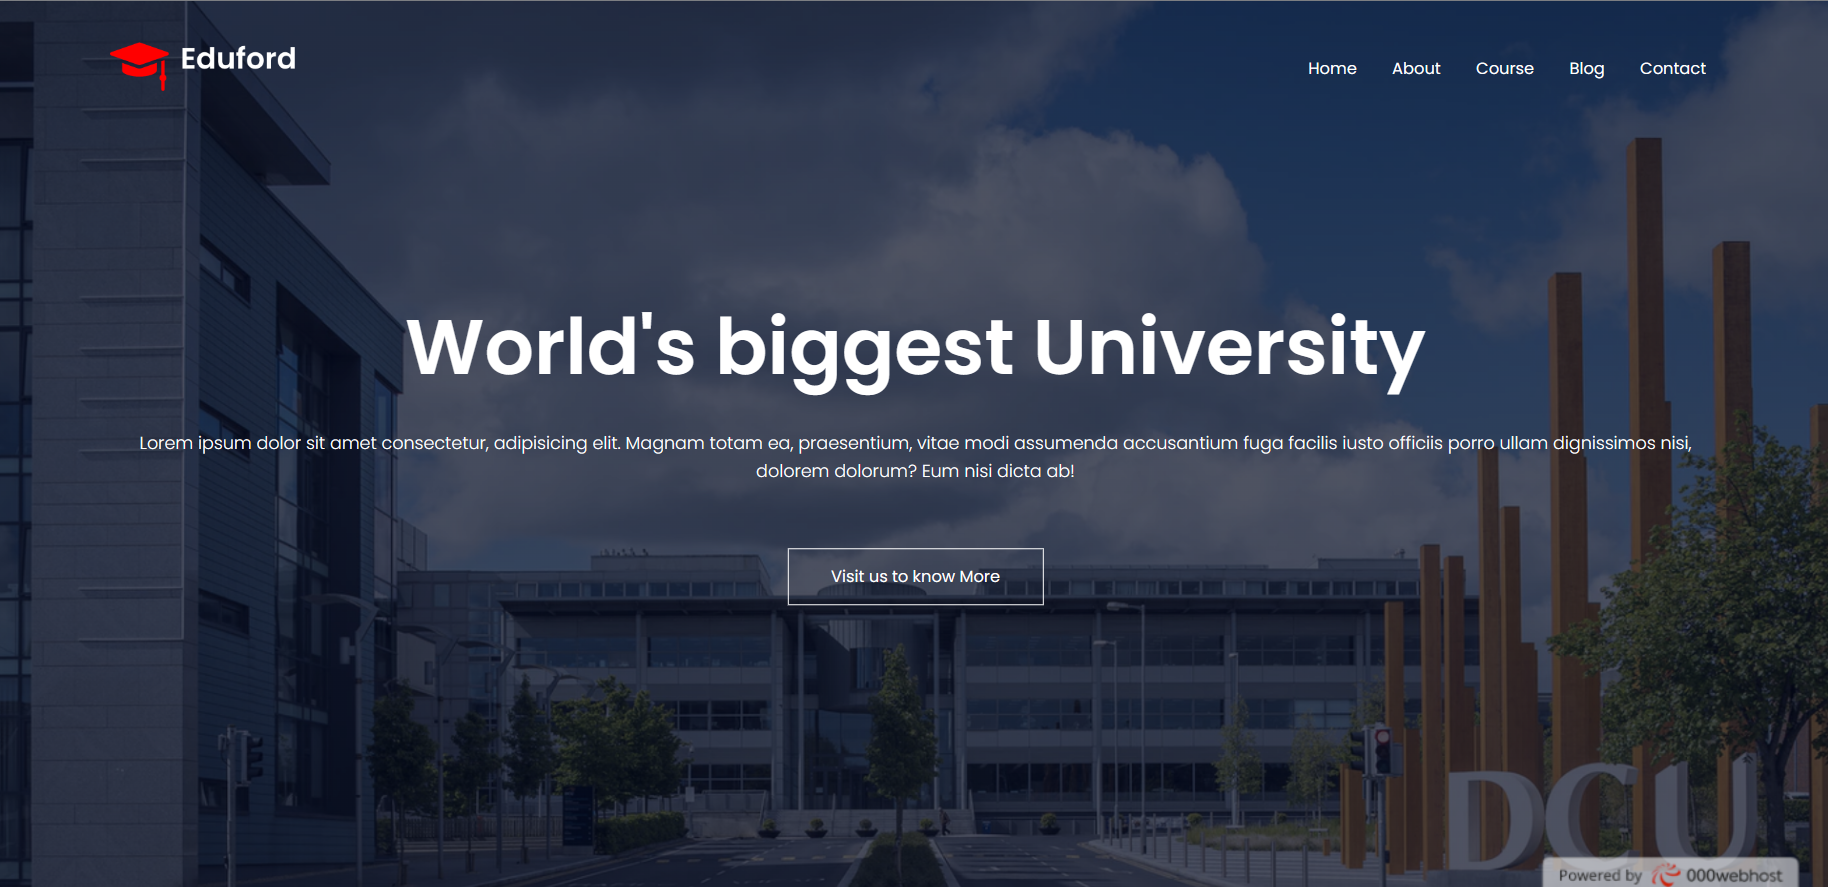 Eduford
Home About Course Blog Contact
World's biggest University
Lorem ipsum dolor sit amet consectetur, adipisicing elit. Magnam totam ea, praesentium, vitae modi assumenda accusantium fuga facilis iusto officiis porro ullam dignissimos nisi,
dolorem dolorum? Eum nisi dicta ab!
Visit us to know More
DCU
Powered by 000webhost